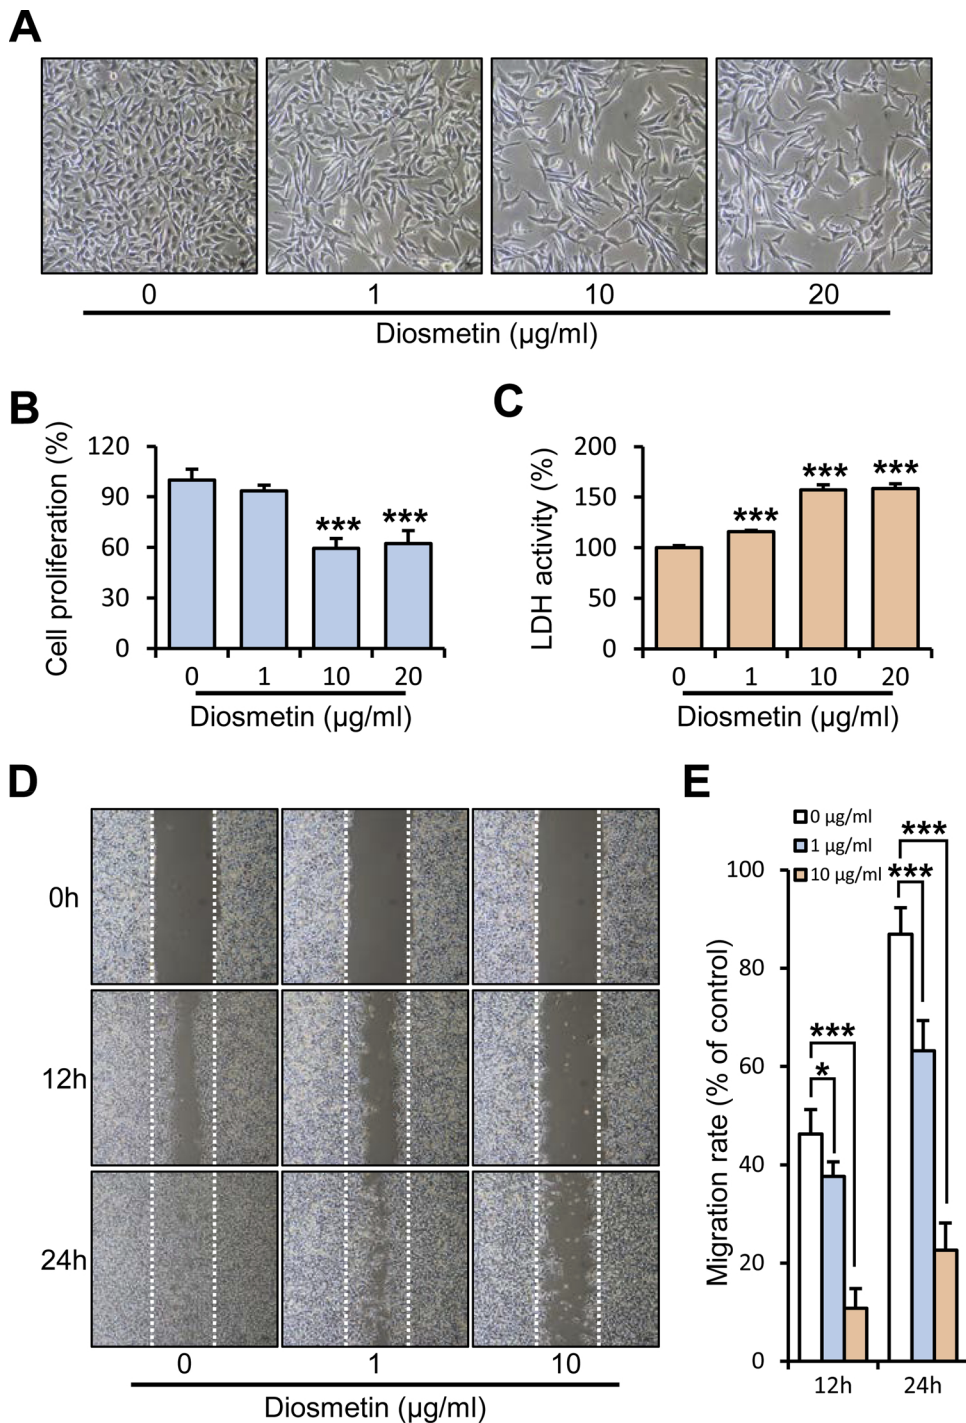 A
0 1 10 20
Diosmetin (µg/ml)
B
Cell proliferation (%)
120
90
60
30
0
*** ***
0 1 10 20
Diosmetin (µg/ml)
C
LDH activity (%)
200
150
100
50
0
*** *** ***
0 1 10 20
Diosmetin (µg/ml)
D
0h
12h
24h
0 1 10
Diosmetin (µg/ml)
E
0 µg/ml
1 µg/ml
10 µg/ml
Migration rate (% of control)
100
80
60
40
20
0
***
*
***
***
12h 24h